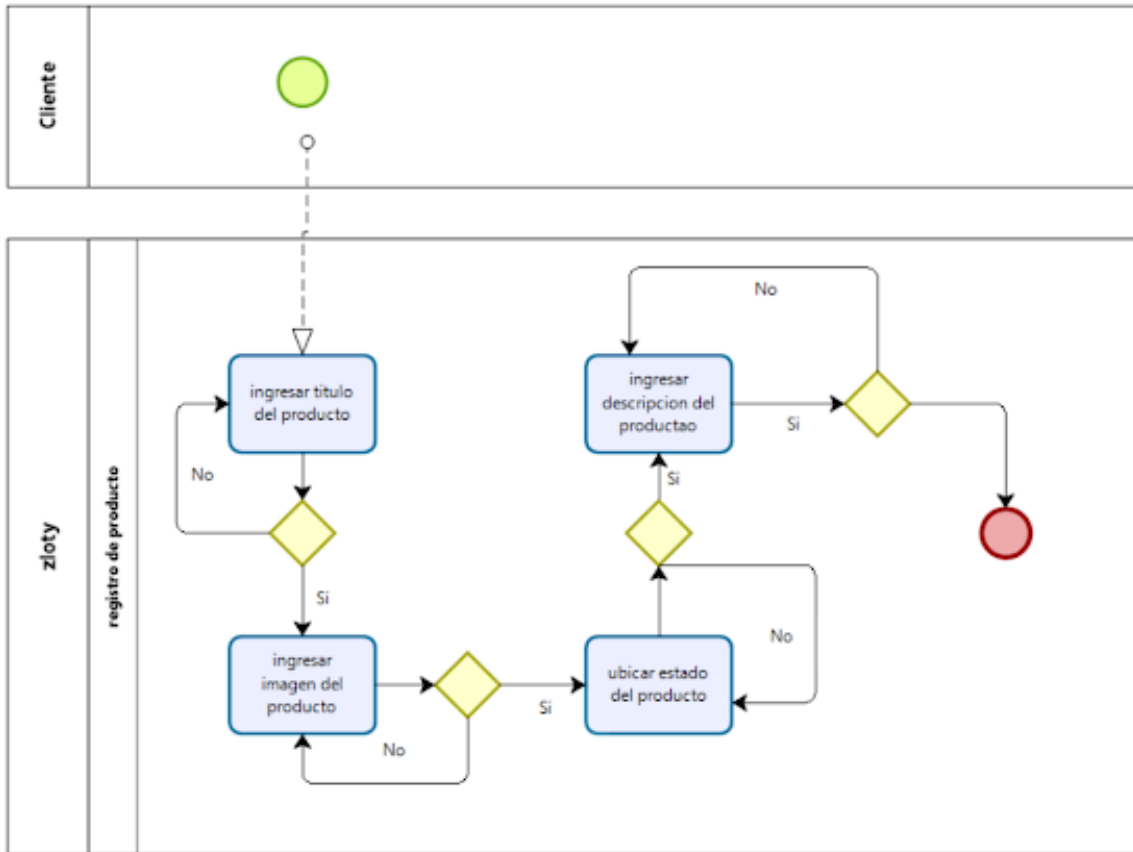 Cliente
zloty
registro de producto
ingresar titulo
del producto
No
Si
ingresar
imagen del
producto
No
Si
ubicar estado
del producto
No
Si
ingresar
descripcion del
productao
Si
No